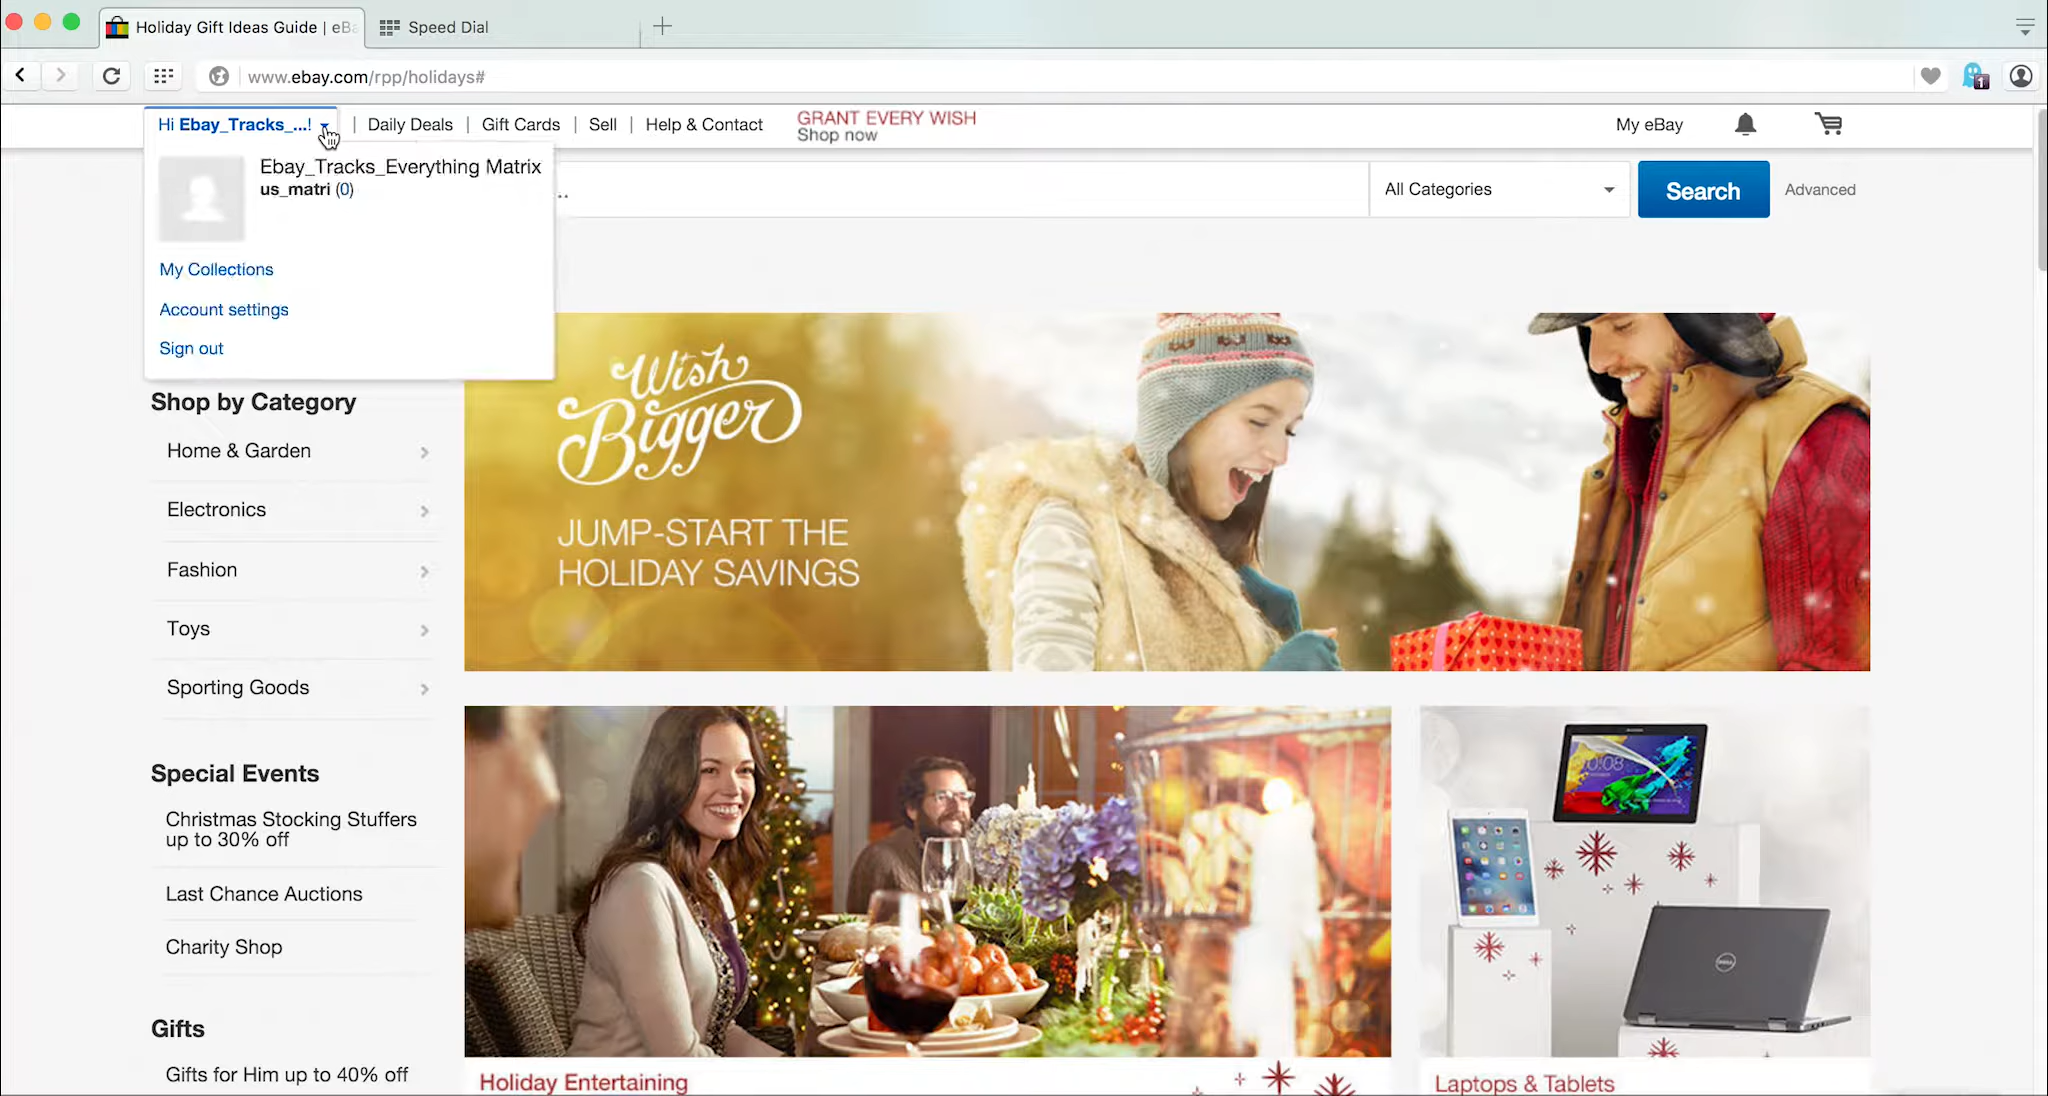 Holiday Gift Ideas Guide | eBa
Speed Dial
www.ebay.com/rpp/holidays#
1
Hi Ebay_Tracks_...! | Daily Deals | Gift Cards | Sell | Help & Contact
GRANT EVERY WISH
Shop now
My eBay
Ebay_Tracks_Everything Matrix
us_matri (0)
..
All Categories
Search
Advanced
My Collections
Account settings
Sign out
Shop by Category
Home & Garden
Electronics
Fashion
Toys
Sporting Goods
Special Events
Christmas Stocking Stuffers
up to 30% off
Last Chance Auctions
Charity Shop
Gifts
Gifts for Him up to 40% off
Wish
Bigger
JUMP-START THE
HOLIDAY SAVINGS
Holiday Entertaining
DELL
Laptops & Tablets